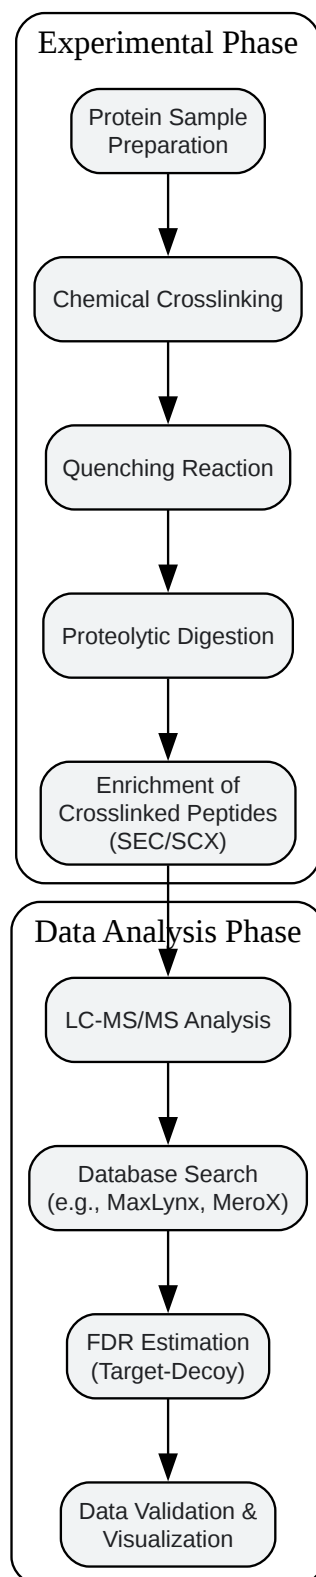 Experimental Phase
Protein Sample
Preparation
Chemical Crosslinking
Quenching Reaction
Proteolytic Digestion
Enrichment of
Crosslinked Peptides
(SEC/SCX)
Data Analysis Phase
LC-MS/MS Analysis
Database Search
(e.g., MaxLynx, MeroX)
FDR Estimation
(Target-Decoy)
Data Validation &
Visualization